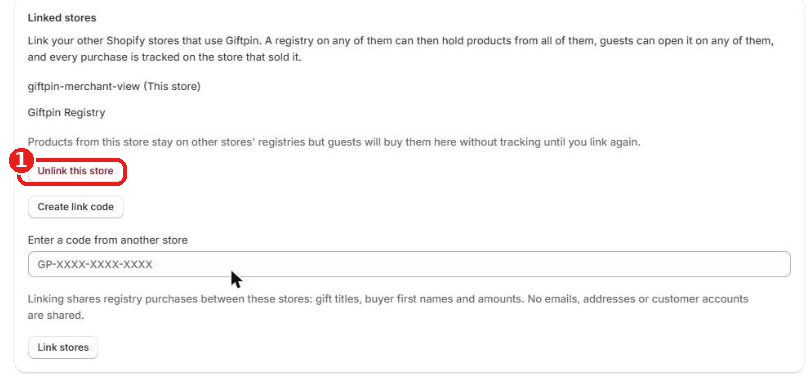 Linked stores
Link your other Shopify stores that use Giftpin. A registry on any of them can then hold products from all of them, guests can open it on any of them,
and every purchase is tracked on the store that sold it.
giftpin-merchant-view (This store)
Giftpin Registry
Products from this store stay on other stores' registries but guests will buy them here without tracking until you link again.
1
Unlink this store
Create link code
Enter a code from another store
GP-XXXX-XXXX-XXXX
Linking shares registry purchases between these stores: gift titles, buyer first names and amounts. No emails, addresses or customer accounts
are shared.
Link stores